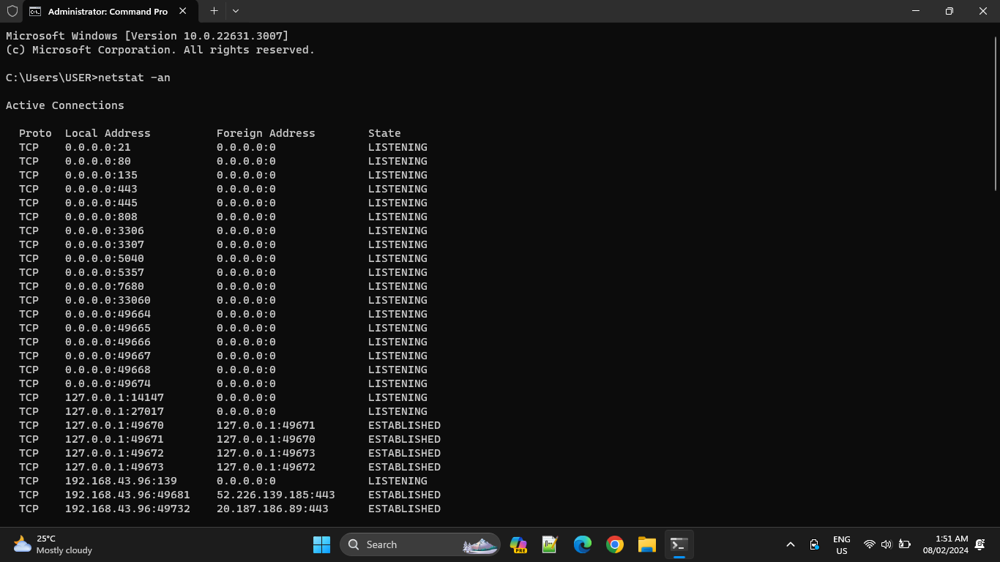 Administrator: Command Pro
Microsoft Windows [Version 10.0.22631.3007]
(c) Microsoft Corporation. All rights reserved.
C:\Users\USER>netstat -an
Active Connections
Proto  Local Address          Foreign Address        State
TCP    0.0.0.0:21             0.0.0.0:0              LISTENING
TCP    0.0.0.0:80             0.0.0.0:0              LISTENING
TCP    0.0.0.0:135            0.0.0.0:0              LISTENING
TCP    0.0.0.0:443            0.0.0.0:0              LISTENING
TCP    0.0.0.0:445            0.0.0.0:0              LISTENING
TCP    0.0.0.0:808            0.0.0.0:0              LISTENING
TCP    0.0.0.0:3306           0.0.0.0:0              LISTENING
TCP    0.0.0.0:3307           0.0.0.0:0              LISTENING
TCP    0.0.0.0:5040           0.0.0.0:0              LISTENING
TCP    0.0.0.0:5357           0.0.0.0:0              LISTENING
TCP    0.0.0.0:7680           0.0.0.0:0              LISTENING
TCP    0.0.0.0:33060          0.0.0.0:0              LISTENING
TCP    0.0.0.0:49664          0.0.0.0:0              LISTENING
TCP    0.0.0.0:49665          0.0.0.0:0              LISTENING
TCP    0.0.0.0:49666          0.0.0.0:0              LISTENING
TCP    0.0.0.0:49667          0.0.0.0:0              LISTENING
TCP    0.0.0.0:49668          0.0.0.0:0              LISTENING
TCP    0.0.0.0:49674          0.0.0.0:0              LISTENING
TCP    127.0.0.1:14147        0.0.0.0:0              LISTENING
TCP    127.0.0.1:27017        0.0.0.0:0              LISTENING
TCP    127.0.0.1:49670        127.0.0.1:49671        ESTABLISHED
TCP    127.0.0.1:49671        127.0.0.1:49670        ESTABLISHED
TCP    127.0.0.1:49672        127.0.0.1:49673        ESTABLISHED
TCP    127.0.0.1:49673        127.0.0.1:49672        ESTABLISHED
TCP    192.168.43.96:139      0.0.0.0:0              LISTENING
TCP    192.168.43.96:49681    52.226.139.185:443     ESTABLISHED
TCP    192.168.43.96:49732    20.187.186.89:443      ESTABLISHED
25°C
Mostly cloudy
Search
PRE
ENG
US
1:51 AM
08/02/2024